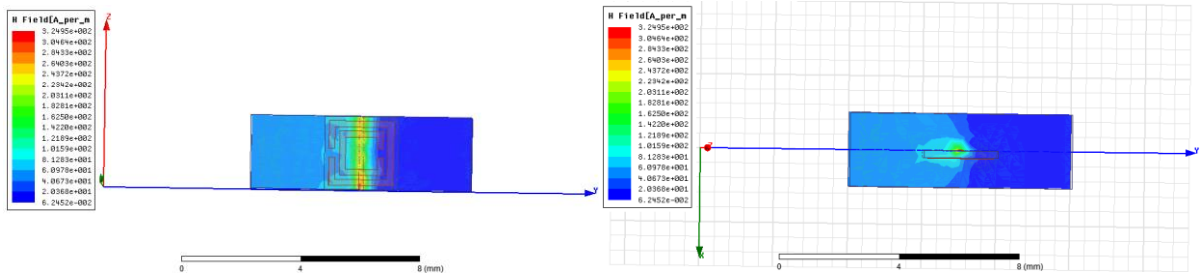 H Field[A_per_m
3.2495e+002
3.0464e+002
2.8433e+002
2.6403e+002
2.4372e+002
2.2342e+002
2.0311e+002
1.8281e+002
1.6250e+002
1.4220e+002
1.2189e+002
1.0159e+002
8.1283e+001
6.0978e+001
4.0673e+001
2.0368e+001
6.2452e-002
Z
Y
0
4
8 (mm)
H Field[A_per_m
3.2495e+002
3.0464e+002
2.8433e+002
2.6403e+002
2.4372e+002
2.2342e+002
2.0311e+002
1.8281e+002
1.6250e+002
1.4220e+002
1.2189e+002
1.0159e+002
8.1283e+001
6.0978e+001
4.0673e+001
2.0368e+001
6.2452e-002
Y
X
0
4
8 (mm)